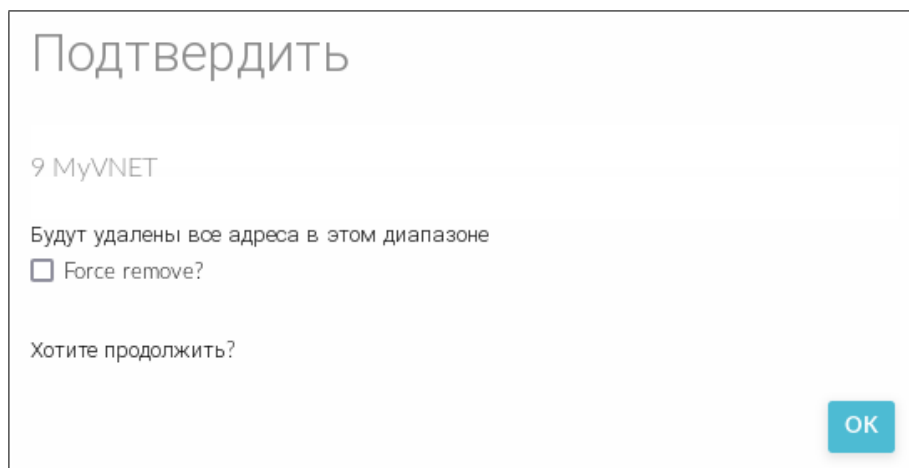 Подтвердить
9 MyVNET
Будут удалены все адреса в этом диапазоне
Force remove?
Хотите продолжить?
OK